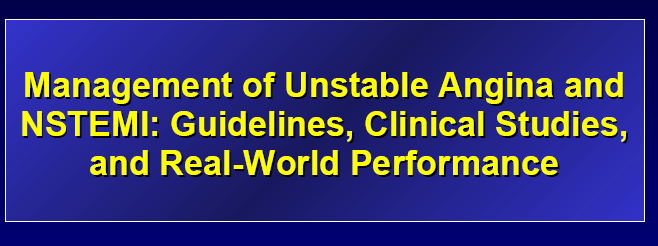 Management of Unstable Angina and
NSTEMI: Guidelines, Clinical Studies,
and Real-World Performance